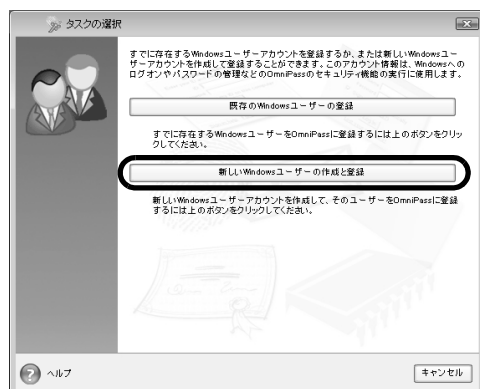 タスクの選択
すでに存在するWindowsユーザーアカウントを登録するか、または新しいWindowsユー
ザーアカウントを作成して登録することができます。このアカウント情報は、Windowsへの
ログオンやパスワードの管理などのOmniPassのセキュリティ機能の実行に使用します。
既存のWindowsユーザーの登録
すでに存在するWindowsユーザーをOmniPassに登録するには上のボタンをクリッ
クしてください。
新しいWindowsユーザーの作成と登録
新しいWindowsユーザーアカウントを作成して、そのユーザーをOmniPassに登録
するには上のボタンをクリックしてください。
? ヘルプ
キャンセル